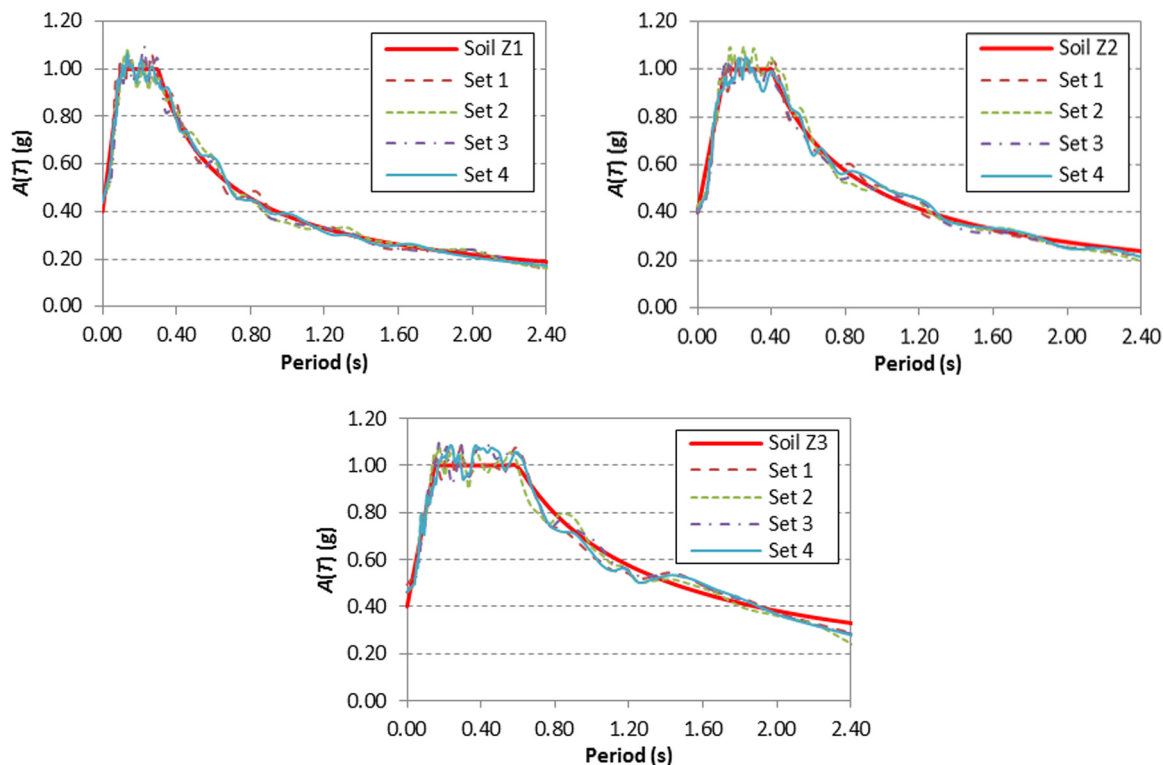 1.20
1.00
0.80
0.60
0.40
0.20
0.00
A(T) (g)
0.00 0.40 0.80 1.20 1.60 2.00 2.40
Period (s)
Soil Z1
Set 1
Set 2
Set 3
Set 4
1.20
1.00
0.80
0.60
0.40
0.20
0.00
A(T) (g)
0.00 0.40 0.80 1.20 1.60 2.00 2.40
Period (s)
Soil Z2
Set 1
Set 2
Set 3
Set 4
1.20
1.00
0.80
0.60
0.40
0.20
0.00
A(T) (g)
0.00 0.40 0.80 1.20 1.60 2.00 2.40
Period (s)
Soil Z3
Set 1
Set 2
Set 3
Set 4